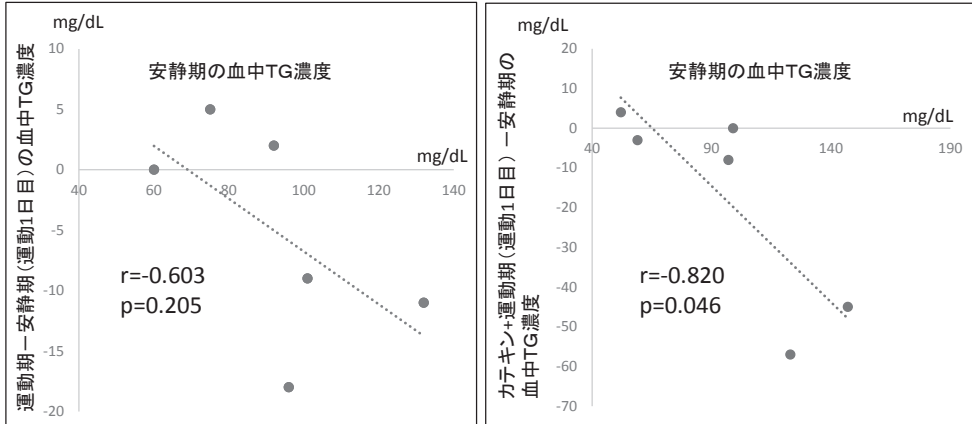 mg/dL
運動期ー安静期(運動1日目)の血中TG濃度
安静期の血中TG濃度
mg/dL
10
5
0
-5
-10
-15
-20
40
60
80
100
120
140
r=-0.603
p=0.205
mg/dL
カテキン+運動期(運動1日目)ー安静期の
血中TG濃度
安静期の血中TG濃度
mg/dL
20
10
0
-10
-20
-30
-40
-50
-60
-70
40
90
140
190
r=-0.820
p=0.046